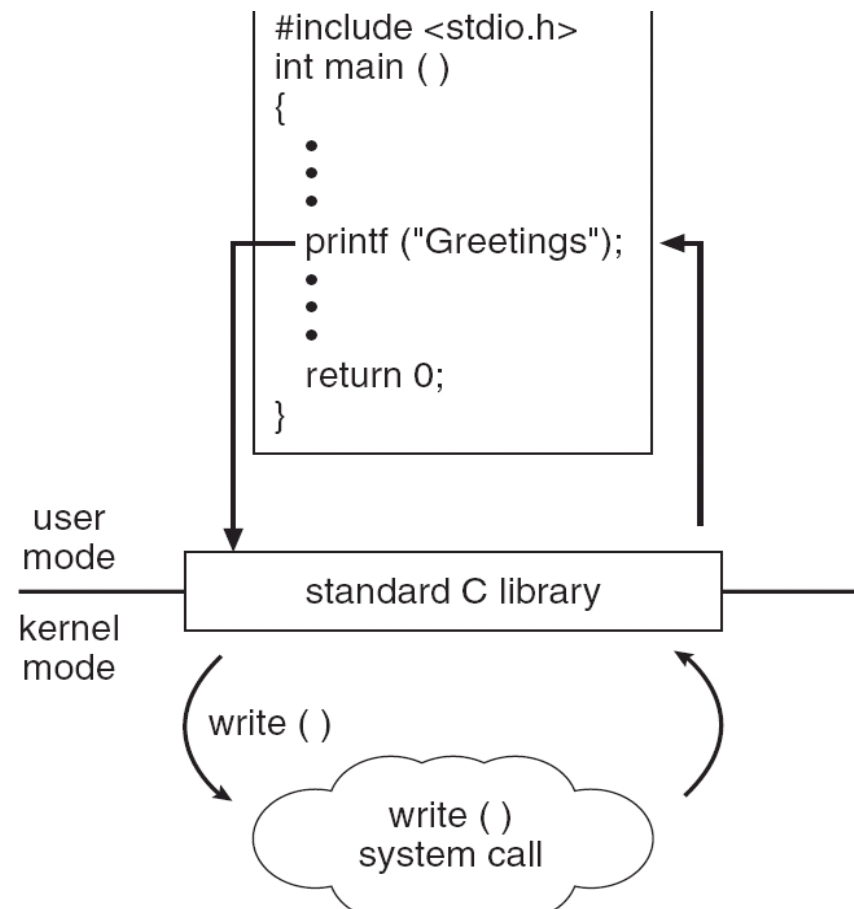 #include <stdio.h>
int main ( )
{
•
•
•
printf ("Greetings");
•
•
•
return 0;
}
user
mode
standard C library
kernel
mode
write ( )
write ( )
system call